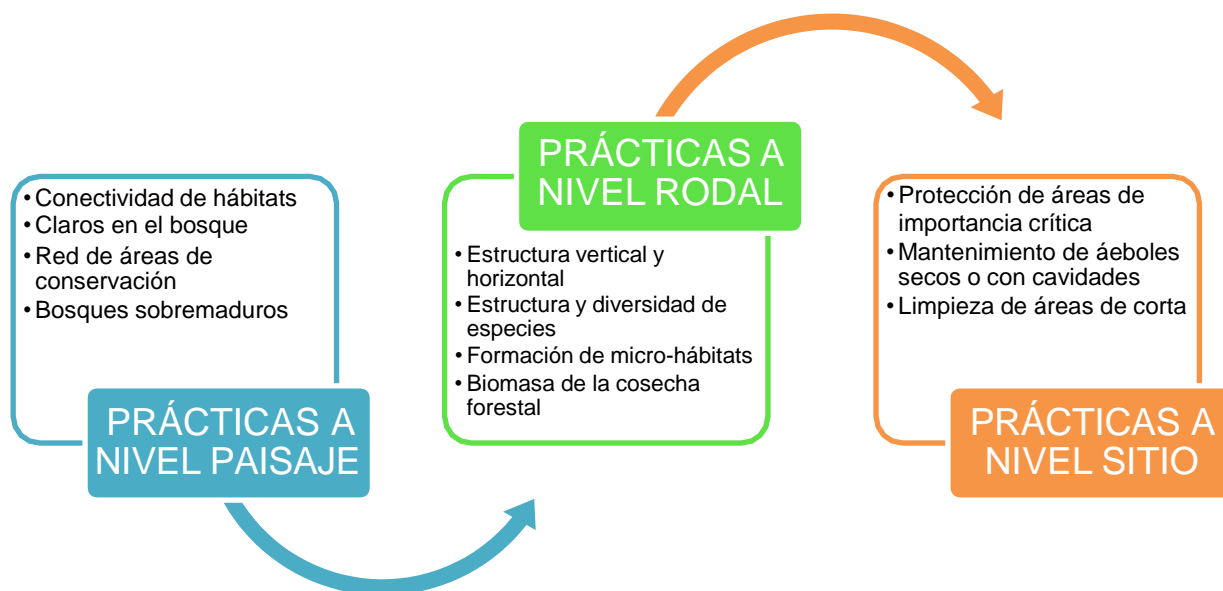 • Conectividad de hábitats
• Claros en el bosque
• Red de áreas de
conservación
• Bosques sobremaduros
PRÁCTICAS A
NIVEL PAISAJE
PRÁCTICAS A
NIVEL RODAL
• Estructura vertical y
horizontal
• Estructura y diversidad de
especies
• Formación de micro-hábitats
• Biomasa de la cosecha
forestal
• Protección de áreas de
importancia crítica
• Mantenimiento de áeboles
secos o con cavidades
• Limpieza de áreas de corta
PRÁCTICAS A
NIVEL SITIO